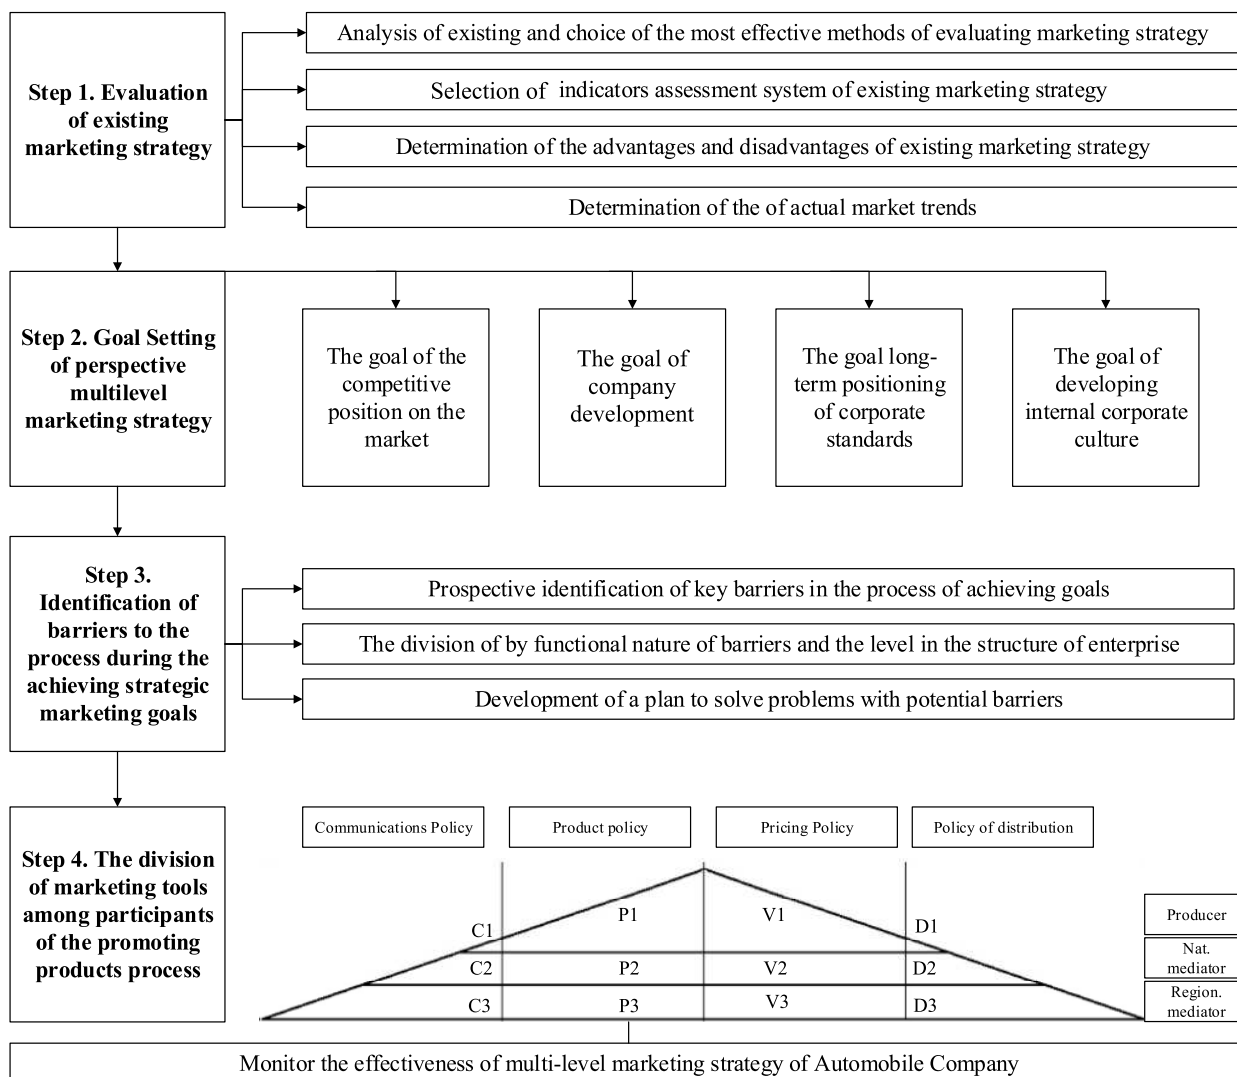 Step 1. Evaluation
of existing
marketing strategy
Analysis of existing and choice of the most effective methods of evaluating marketing strategy
Selection of indicators assessment system of existing marketing strategy
Determination of the advantages and disadvantages of existing marketing strategy
Determination of the of actual market trends
Step 2. Goal Setting
of perspective
multilevel
marketing strategy
The goal of the
competitive
position on the
market
The goal of
company
development
The goal long-
term positioning
of corporate
standards
The goal of
developing
internal corporate
culture
Step 3.
Identification of
barriers to the
process during the
achieving strategic
marketing goals
Prospective identification of key barriers in the process of achieving goals
The division of by functional nature of barriers and the level in the structure of enterprise
Development of a plan to solve problems with potential barriers
Step 4. The division
of marketing tools
among participants
of the promoting
products process
Communications Policy
Product policy
Pricing Policy
Policy of distribution
C1 P1 V1 D1
Producer
C2 P2 V2 D2
Nat.
mediator
C3 P3 V3 D3
Region.
mediator
Monitor the effectiveness of multi-level marketing strategy of Automobile Company